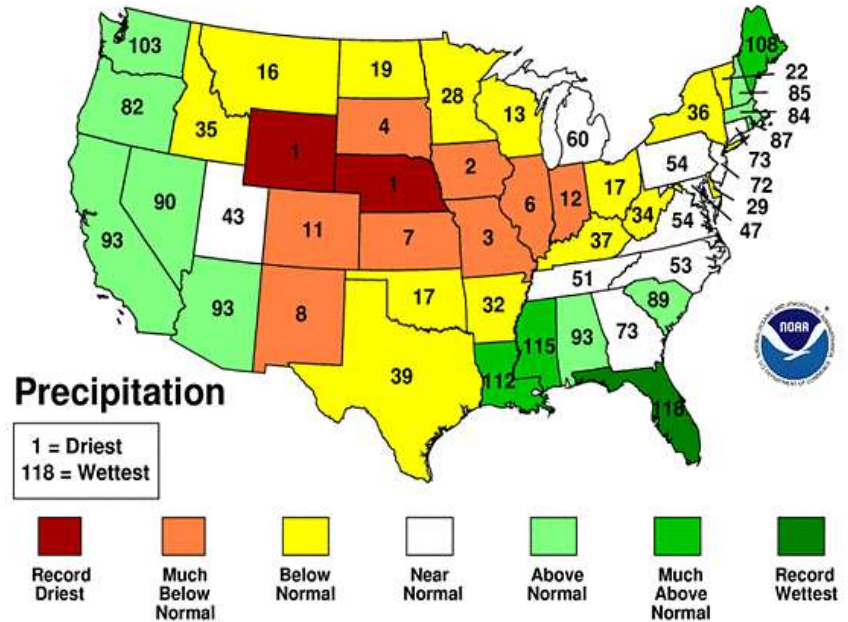 103
108
16
19
22
28
82
36
85
13
35
4
84
60
1
87
2
54
73
1
17
12
72
90
6
43
34
29
54
11
7
3
37
47
93
53
51
93
17
89
8
32
73
93
115
39
112
118
NOAA
Precipitation
1 = Driest
118 = Wettest
Record
Driest
Much
Below
Normal
Below
Normal
Near
Normal
Above
Normal
Much
Above
Normal
Record
Wettest